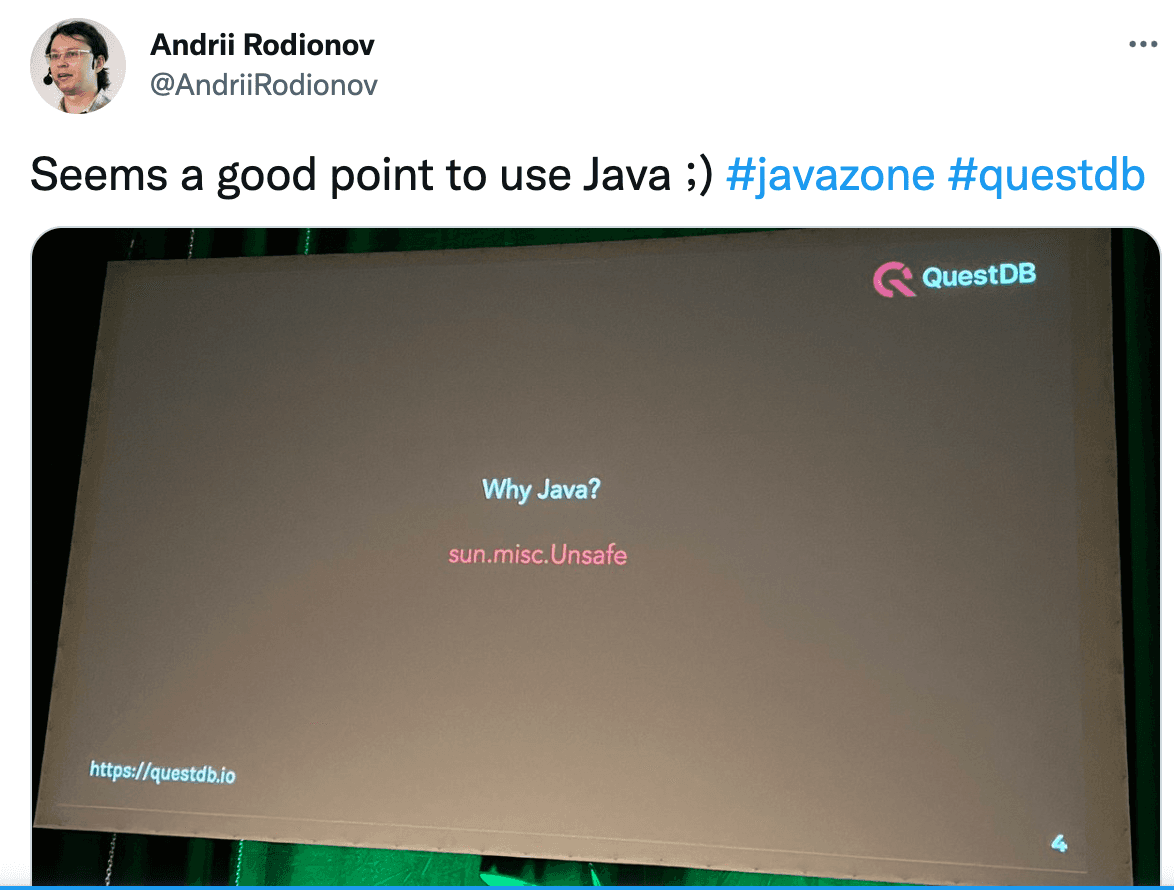 Andrii Rodionov
@AndriiRodionov
Seems a good point to use Java ;) #javazone #questdb
QuestDB
Why Java?
sun.misc.Unsafe
https://questdb.io
4